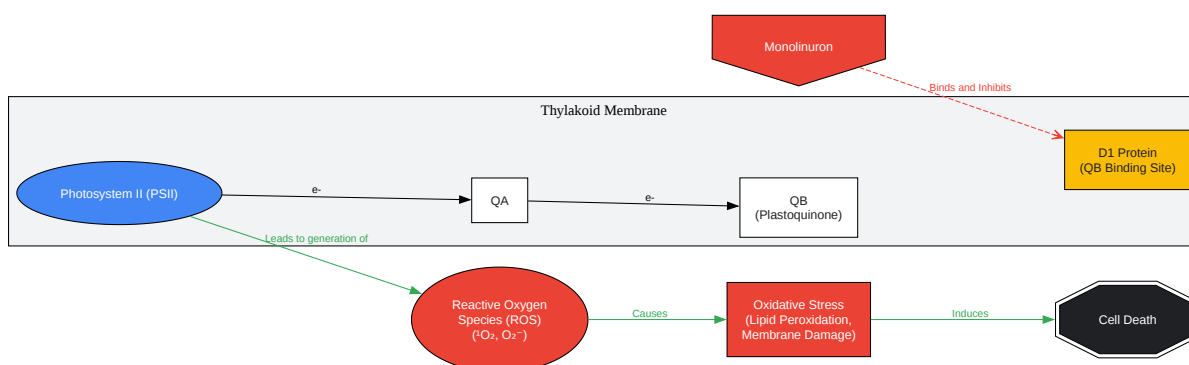 Monolinuron
Binds and Inhibits
Thylakoid Membrane
D1 Protein
(QB Binding Site)
Photosystem II (PSII)
e-
QA
e-
QB
(Plastoquinone)
Leads to generation of
Reactive Oxygen
Species (ROS)
(¹O₂, O₂⁻)
Causes
Oxidative Stress
(Lipid Peroxidation,
Membrane Damage)
Induces
Cell Death